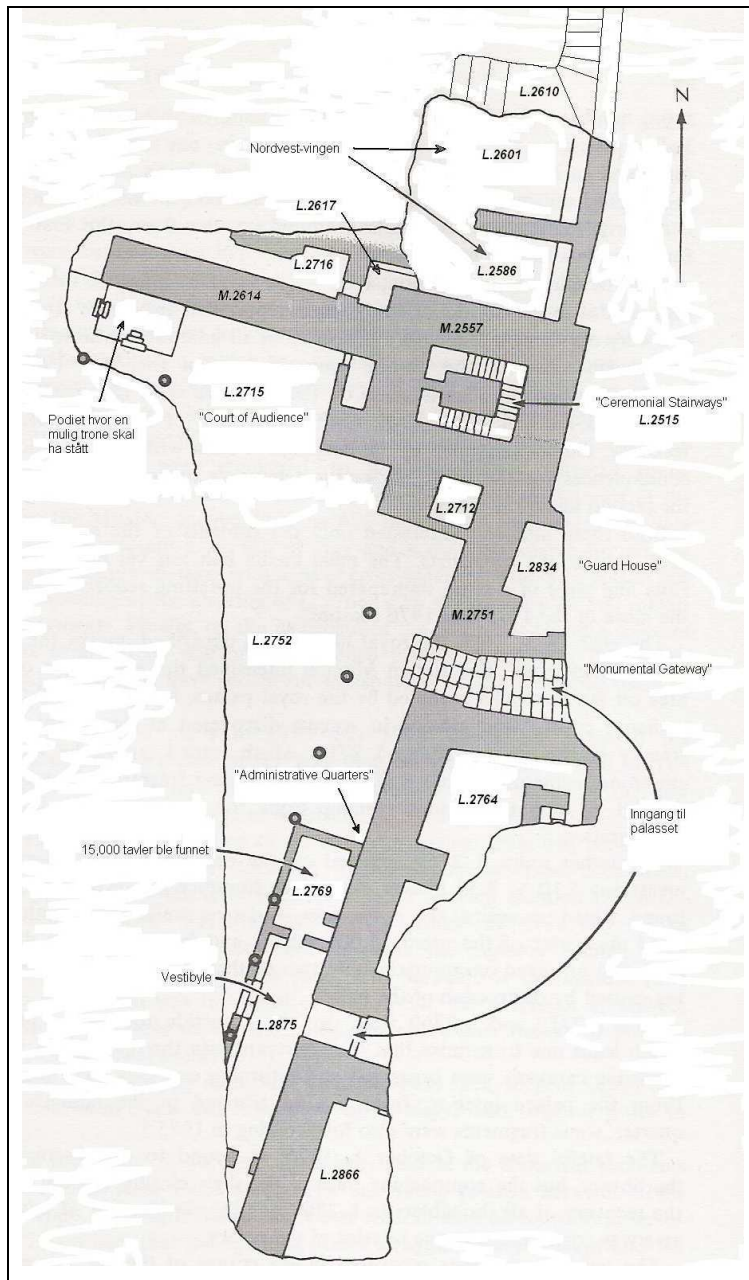 L.2610
N
Nordvest-vingen
L.2601
L.2617
L.2716
L.2586
M.2614
M.2557
L.2715
"Court of Audience"
"Ceremonial Stairways"
L.2515
Podiet hvor en
mulig trone skal
ha stått
L.2712
L.2834
"Guard House"
M.2751
L.2752
"Monumental Gateway"
"Administrative Quarters"
L.2764
Inngang til
palasset
15,000 tavler ble funnet
L.2769
Vestibyle
L.2875
L.2866